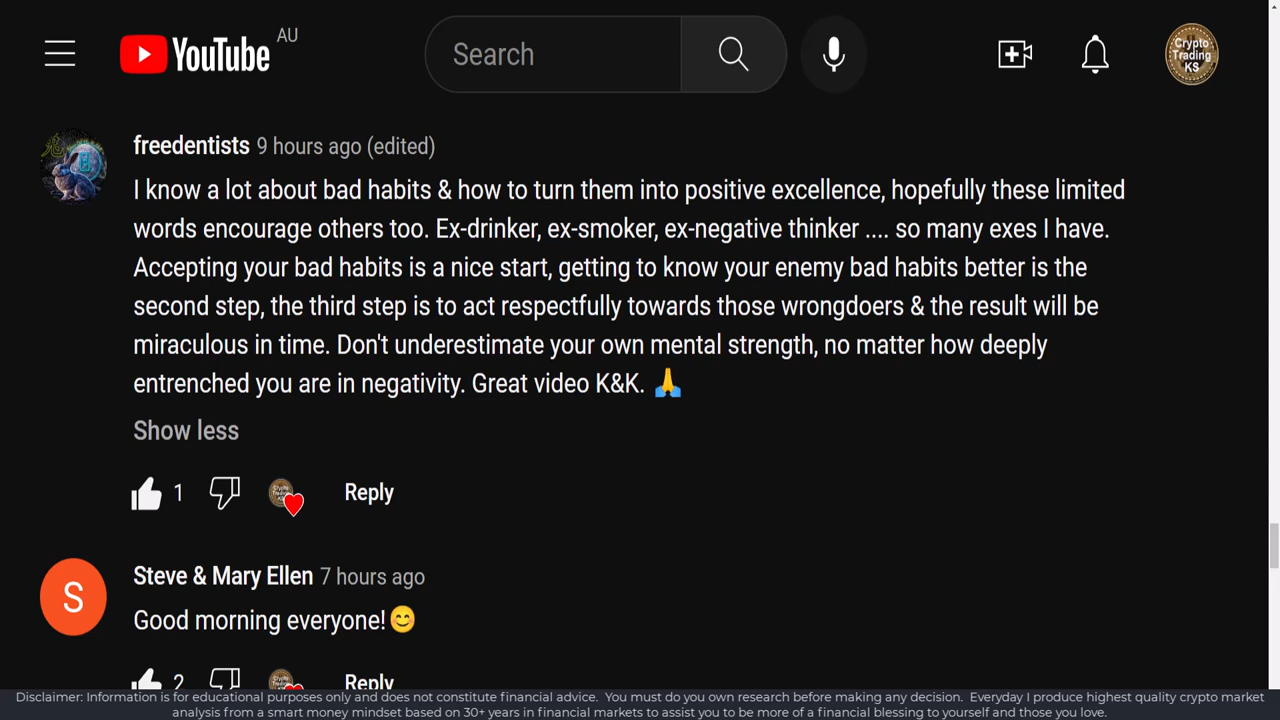 YouTube AU
Search
Crypto
Trading
KS
freedentists 9 hours ago (edited)
I know a lot about bad habits & how to turn them into positive excellence, hopefully these limited
words encourage others too. Ex-drinker, ex-smoker, ex-negative thinker .... so many exes I have.
Accepting your bad habits is a nice start, getting to know your enemy bad habits better is the
second step, the third step is to act respectfully towards those wrongdoers & the result will be
miraculous in time. Don't underestimate your own mental strength, no matter how deeply
entrenched you are in negativity. Great video K&K. 🙏
Show less
1 Reply
S
Steve & Mary Ellen 7 hours ago
Good morning everyone!😊
2 Reply
Disclaimer: Information is for educational purposes only and does not constitute financial advice. You must do you own research before making any decision. Everyday I produce highest quality crypto market
analysis from a smart money mindset based on 30+ years in financial markets to assist you to be more of a financial blessing to yourself and those you love